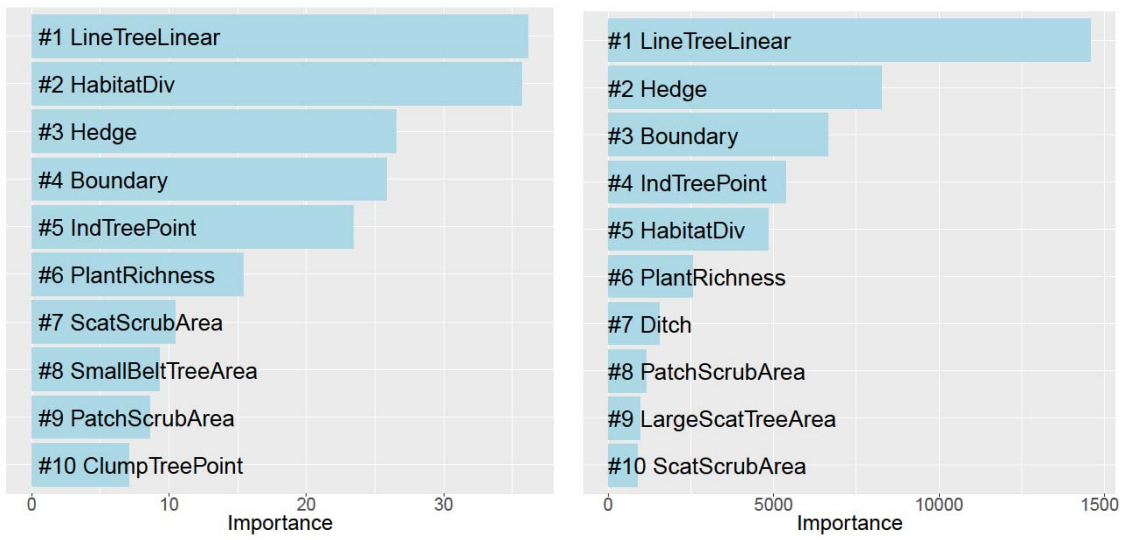 #1 LineTreeLinear
#2 HabitatDiv
#3 Hedge
#4 Boundary
#5 IndTreePoint
#6 PlantRichness
#7 ScatScrubArea
#8 SmallBeltTreeArea
#9 PatchScrubArea
#10 ClumpTreePoint
0 10 20 30
Importance
#1 LineTreeLinear
#2 Hedge
#3 Boundary
#4 IndTreePoint
#5 HabitatDiv
#6 PlantRichness
#7 Ditch
#8 PatchScrubArea
#9 LargeScatTreeArea
#10 ScatScrubArea
0 5000 10000 1500
Importance